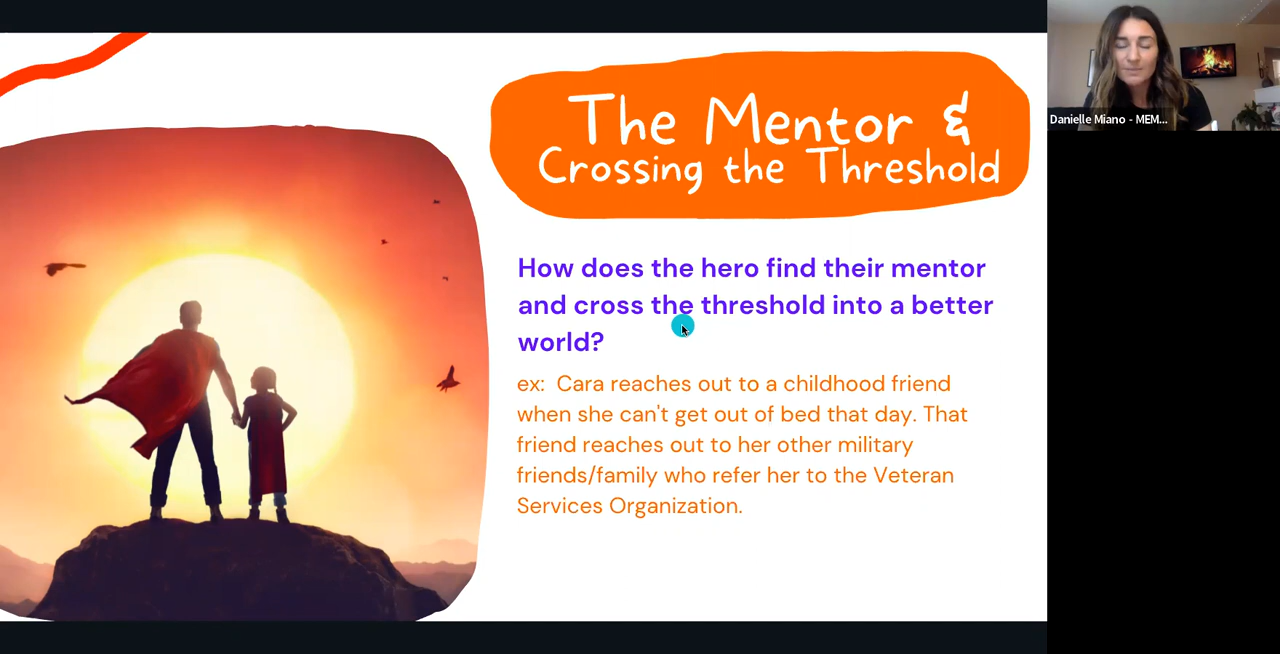 The Mentor &
Crossing the Threshold
How does the hero find their mentor
and cross the threshold into a better
world?
ex:  Cara reaches out to a childhood friend
when she can't get out of bed that day. That
friend reaches out to her other military
friends/family who refer her to the Veteran
Services Organization.
Danielle Miano - MEM...